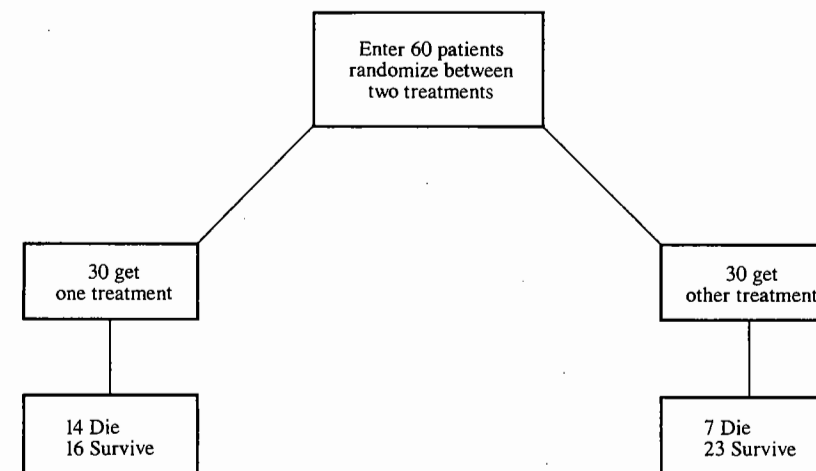 Enter 60 patients
randomize between
two treatments
30 get
one treatment
30 get
other treatment
14 Die
16 Survive
7 Die
23 Survive